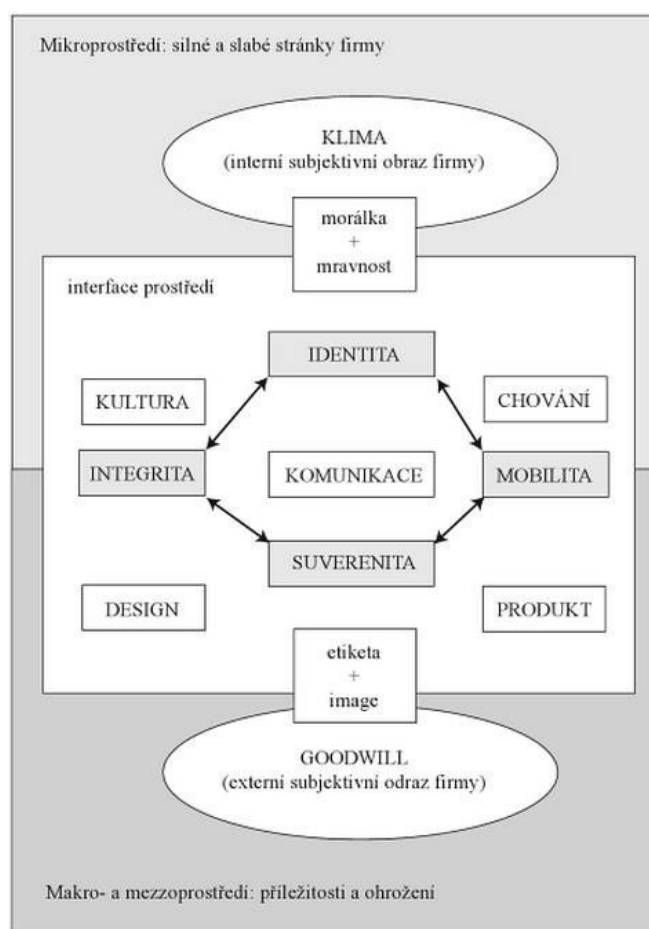 Mikroprostředí: silné a slabé stránky firmy
KLIMA
(interní subjektivní obraz firmy)
morálka
+
mravnost
interface prostředí
IDENTITA
KULTURA
CHOVÁNÍ
INTEGRITA
KOMUNIKACE
MOBILITA
SUVERENITA
DESIGN
PRODUKT
etiketa
+
image
GOODWILL
(externí subjektivní odraz firmy)
Makro- a mezzoprostředí: příležitosti a ohrožení